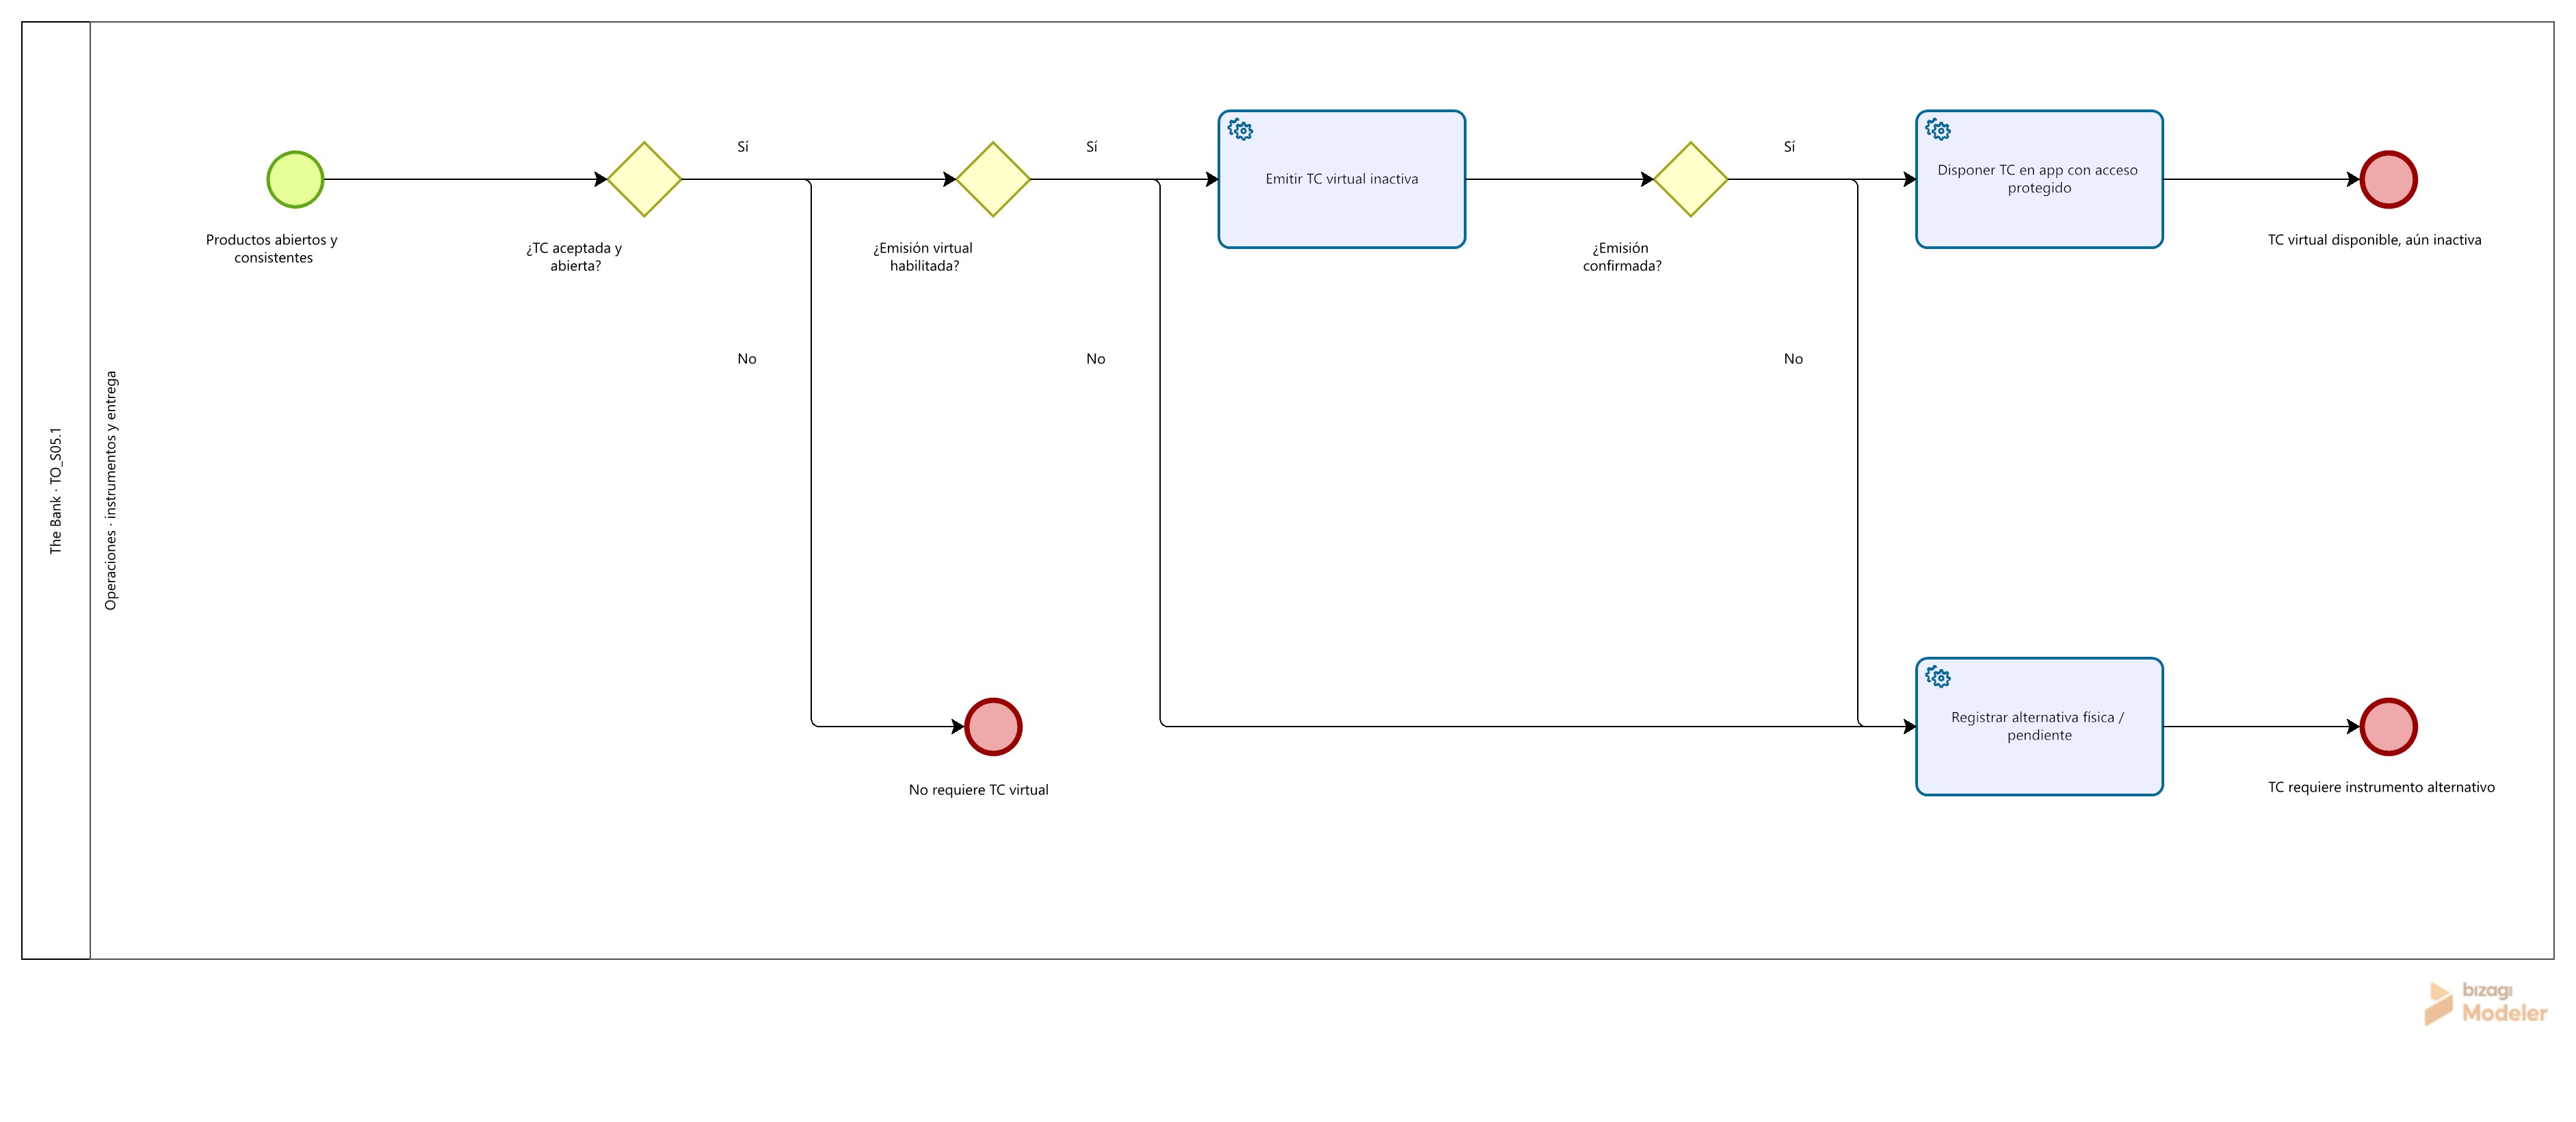 The Bank · TO_S05.1
Operaciones · instrumentos y entrega
Productos abiertos y
consistentes
¿TC aceptada y
abierta?
Sí
No
¿Emisión virtual
habilitada?
Sí
No
Emitir TC virtual inactiva
¿Emisión
confirmada?
Sí
No
Disponer TC en app con acceso
protegido
TC virtual disponible, aún inactiva
No requiere TC virtual
Registrar alternativa física /
pendiente
TC requiere instrumento alternativo
bizagi
Modeler